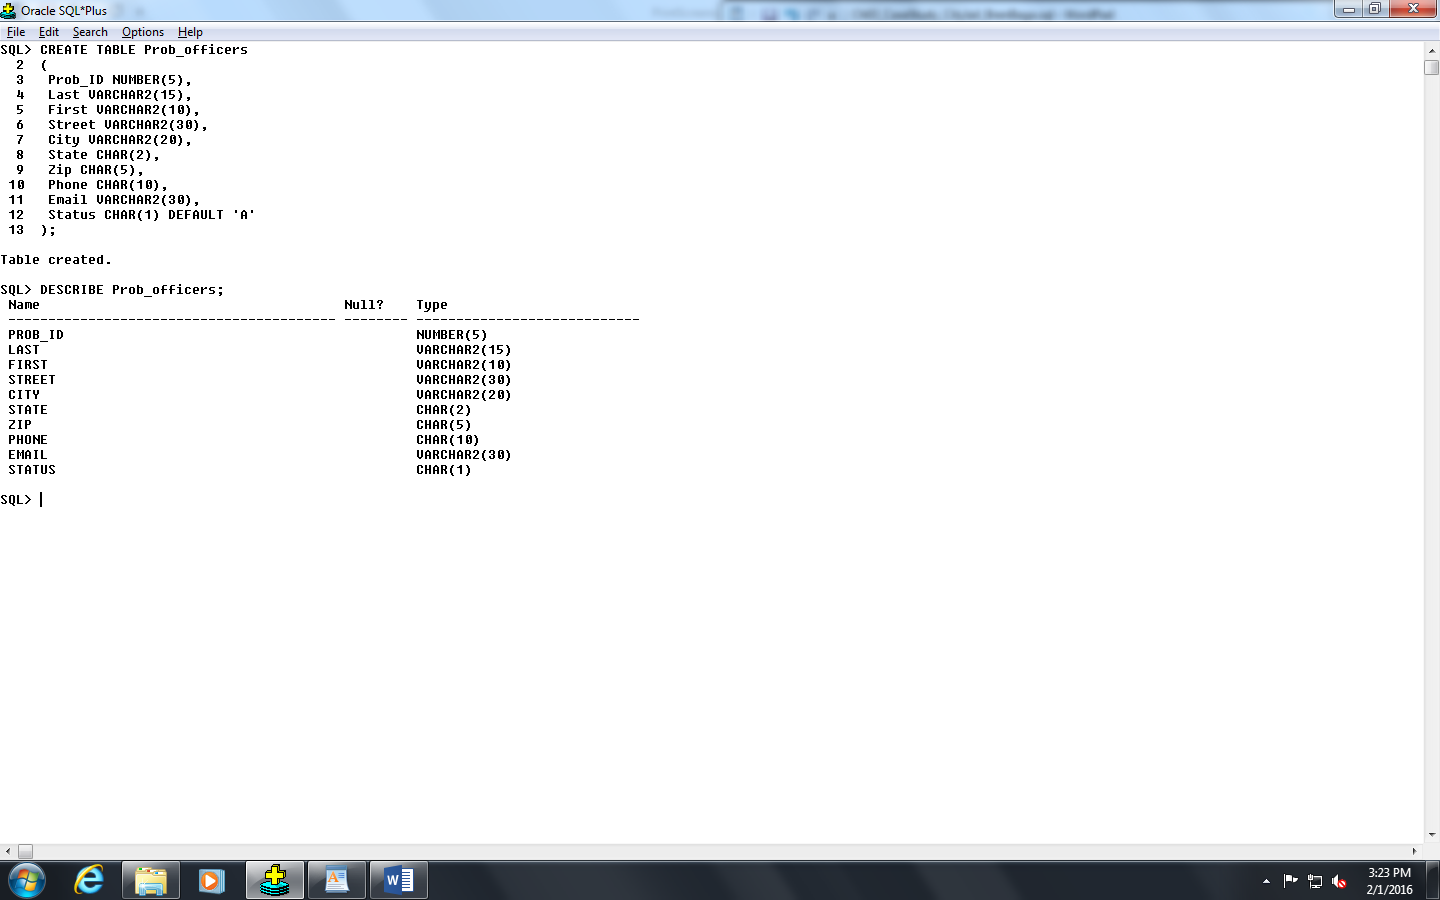 Oracle SQL*Plus
File Edit Search Options Help
SQL> CREATE TABLE Prob_officers
2 (
3 Prob_ID NUMBER(5),
4 Last VARCHAR2(15),
5 First VARCHAR2(10),
6 Street VARCHAR2(30),
7 City VARCHAR2(20),
8 State CHAR(2),
9 Zip CHAR(5),
10 Phone CHAR(10),
11 Email VARCHAR2(30),
12 Status CHAR(1) DEFAULT 'A'
13 );
Table created.
SQL> DESCRIBE Prob_officers;
Name Null? Type
----------------------------------------- -------- ----------------------------
PROB_ID NUMBER(5)
LAST VARCHAR2(15)
FIRST VARCHAR2(10)
STREET VARCHAR2(30)
CITY VARCHAR2(20)
STATE CHAR(2)
ZIP CHAR(5)
PHONE CHAR(10)
EMAIL VARCHAR2(30)
STATUS CHAR(1)
SQL>
3:23 PM
2/1/2016